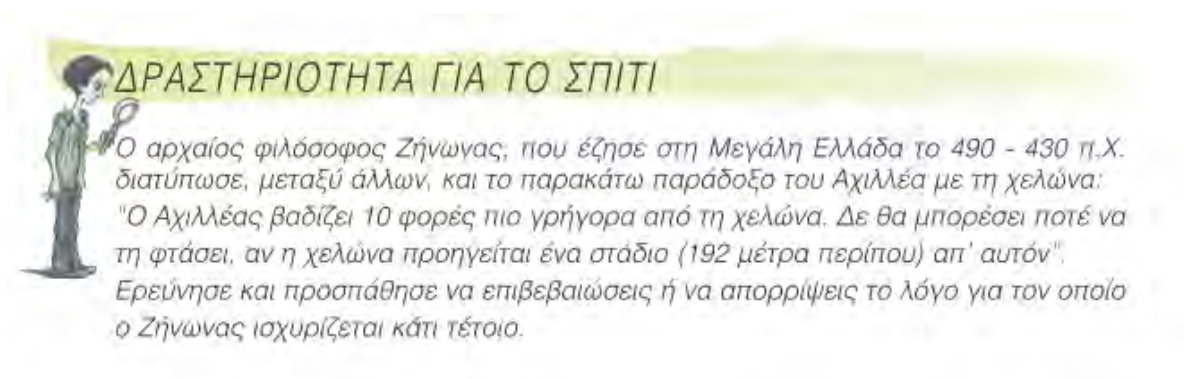 ΔΡΑΣΤΗΡΙΟΤΗΤΑ ΓΙΑ ΤΟ ΣΠΙΤΙ
Ο αρχαίος φιλόσοφος Ζήνωνας, που έζησε στη Μεγάλη Ελλάδα το 490 - 430 π.Χ.
διατύπωσε, μεταξύ άλλων, και το παρακάτω παράδοξο του Αχιλλέα με τη χελώνα:
"Ο Αχιλλέας βαδίζει 10 φορές πιο γρήγορα από τη χελώνα. Δε θα μπορέσει ποτέ να
τη φτάσει, αν η χελώνα προηγείται ένα στάδιο (192 μέτρα περίπου) απ' αυτόν".
Ερεύνησε και προσπάθησε να επιβεβαιώσεις ή να απορρίψεις το λόγο για τον οποίο
ο Ζήνωνας ισχυρίζεται κάτι τέτοιο.